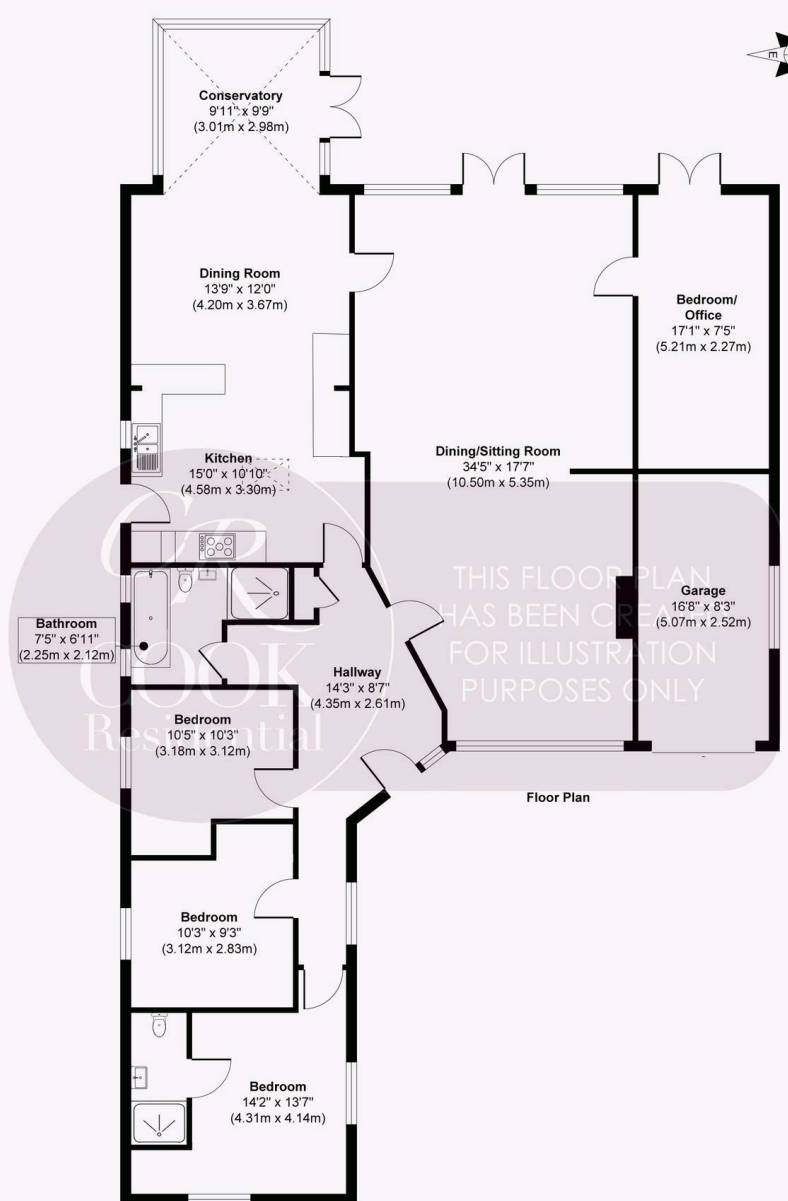 Conservatory
9'11" x 9'9"
(3.01m x 2.98m)
E
Dining Room
13'9" x 12'0"
(4.20m x 3.67m)
Bedroom/
Office
17'1" x 7'5"
(5.21m x 2.27m)
Kitchen
15'0" x 10'10"
(4.58m x 3.30m)
Dining/Sitting Room
34'5" x 17'7"
(10.50m x 5.35m)
Garage
16'8" x 8'3"
(5.07m x 2.52m)
Bathroom
7'5" x 6'11"
(2.25m x 2.12m)
Hallway
14'3" x 8'7"
(4.35m x 2.61m)
Bedroom
10'5" x 10'3"
(3.18m x 3.12m)
CR
COOK
Residential
THIS FLOOR PLAN
HAS BEEN CREATED
FOR ILLUSTRATION
PURPOSES ONLY
Floor Plan
Bedroom
10'3" x 9'3"
(3.12m x 2.83m)
Bedroom
14'2" x 13'7"
(4.31m x 4.14m)